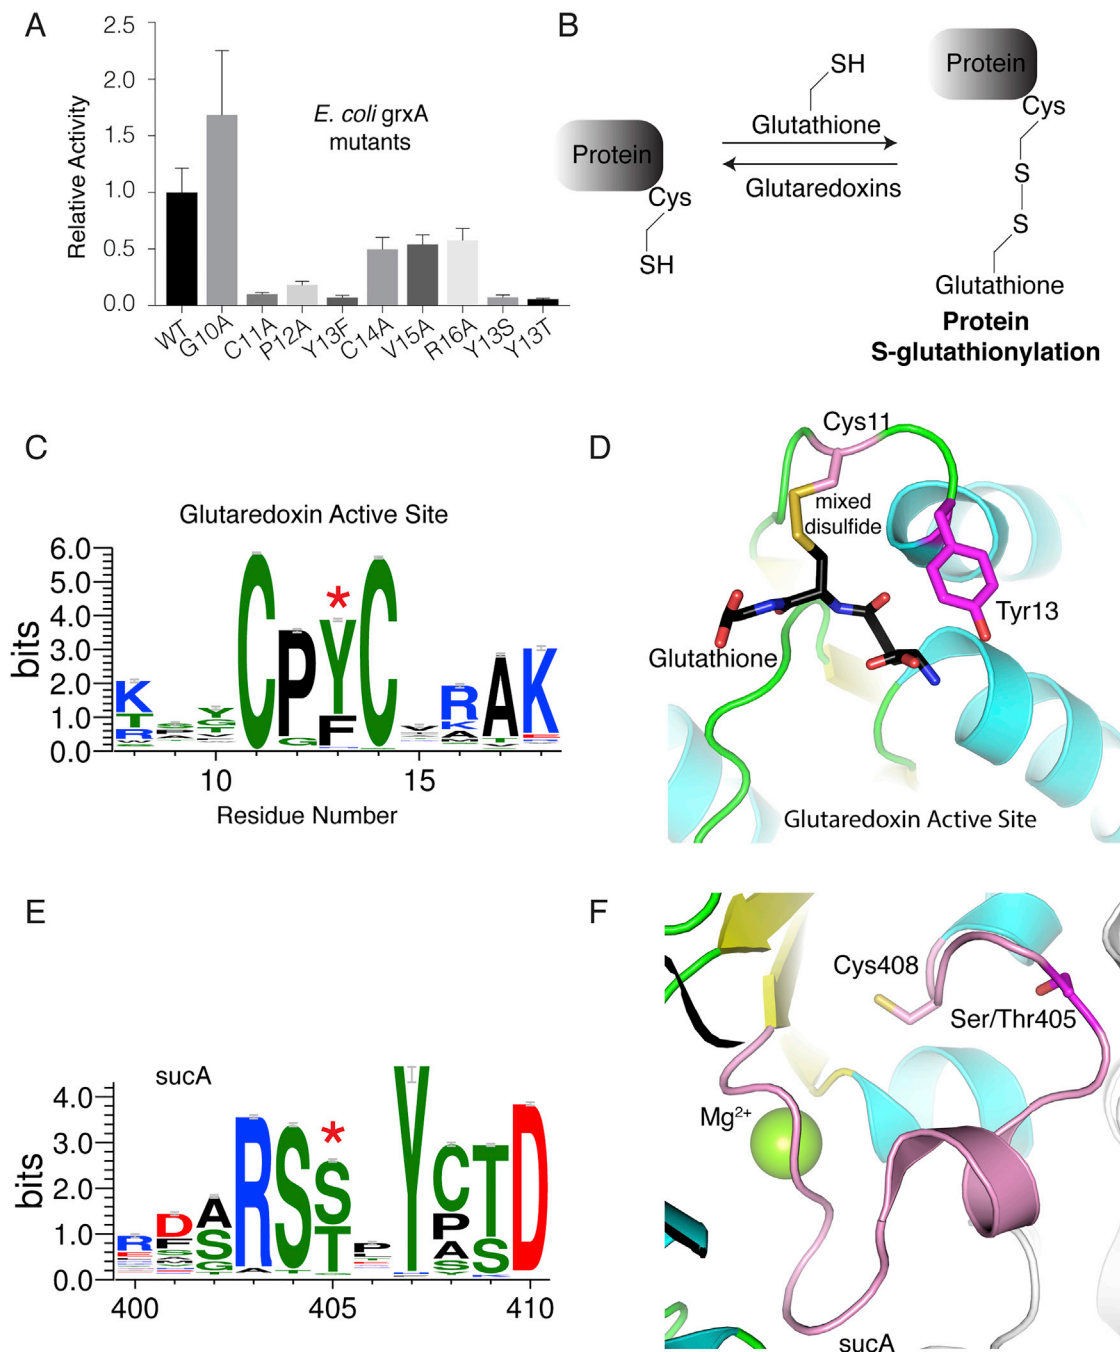 A
2.5
2.0
1.5
1.0
0.5
0.0
Relative Activity
E. coli grxA
mutants
WT
G10A
C11A
P12A
Y13F
C14A
V15A
R16A
Y13S
Y13T
B
Protein
Cys
SH
SH
Glutathione
Glutaredoxins
Protein
Cys
S
S
Glutathione
Protein
S-glutathionylation
C
Glutaredoxin Active Site
6.0
5.0
4.0
3.0
2.0
1.0
0.0
bits
*
K
T
R
C
P
G
Y
F
C
R
K
A
A
K
10
15
Residue Number
D
Cys11
mixed
disulfide
Tyr13
Glutathione
Glutaredoxin Active Site
E
sucA
4.0
3.0
2.0
1.0
0.0
bits
*
R
D
F
S
A
S
G
R
A
S
S
T
P
Y
C
P
A
S
T
S
D
400
405
410
F
Cys408
Ser/Thr405
Mg²⁺
sucA